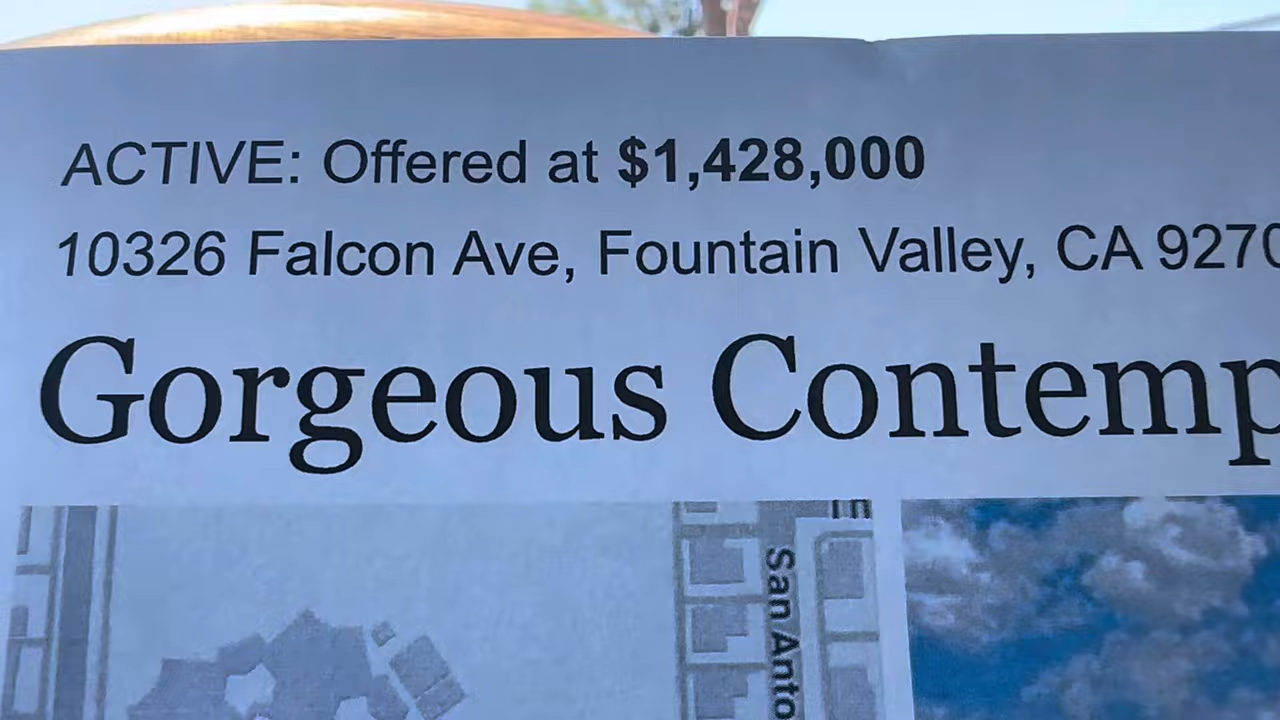 ACTIVE: Offered at $1,428,000
10326 Falcon Ave, Fountain Valley, CA 9270
Gorgeous Contemp
San Anto